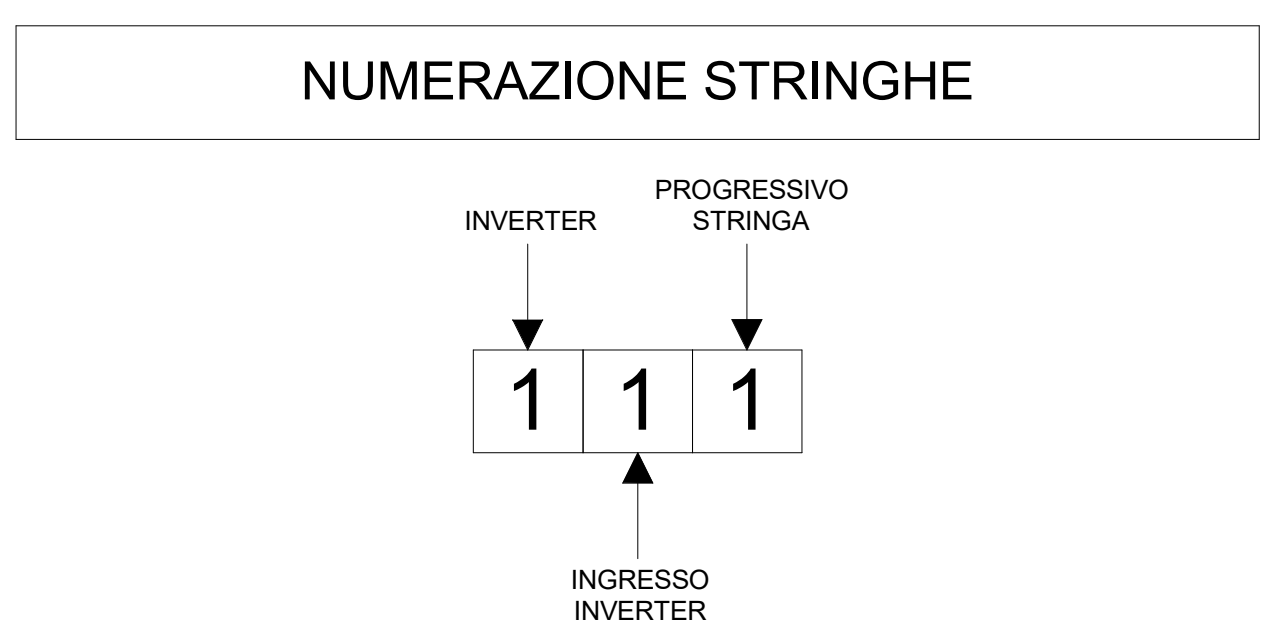 NUMERAZIONE STRINGHE
INVERTER
PROGRESSIVO
STRINGA
1 1 1
INGRESSO
INVERTER